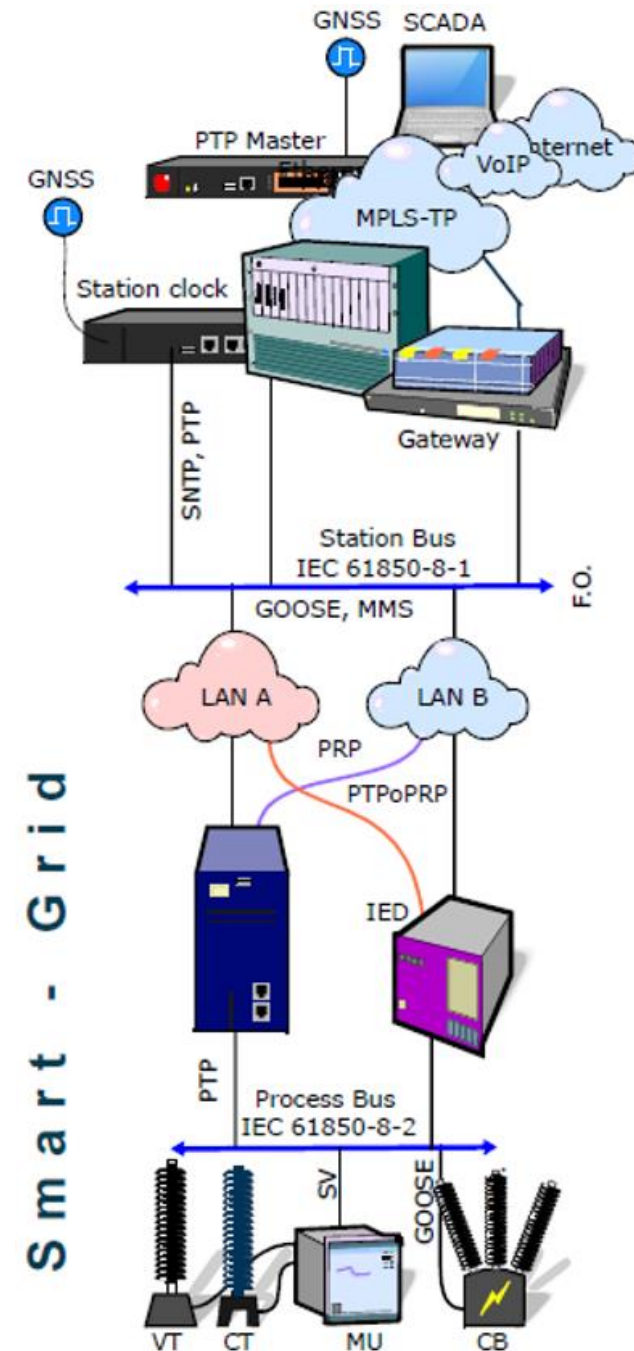 GNSS
SCADA
PTP Master
VoIP
nternet
GNSS
MPLS-TP
Station clock
Gateway
SNTP, PTP
Station Bus
IEC 61850-8-1
F.O.
GOOSE, MMS
LAN A
LAN B
PRP
PTPoPRP
IED
Smart - Grid
PTP
Process Bus
IEC 61850-8-2
SV
GOOSE
VT
CT
MU
CB